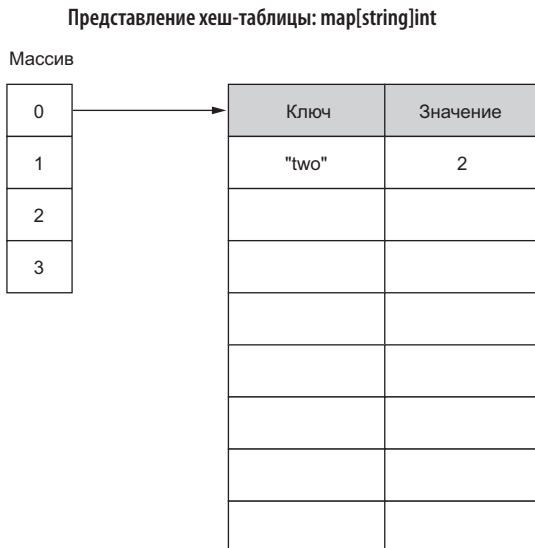 Представление хеш-таблицы: map[string]int
Массив
0
Ключ Значение
1
"two" 2
2
3